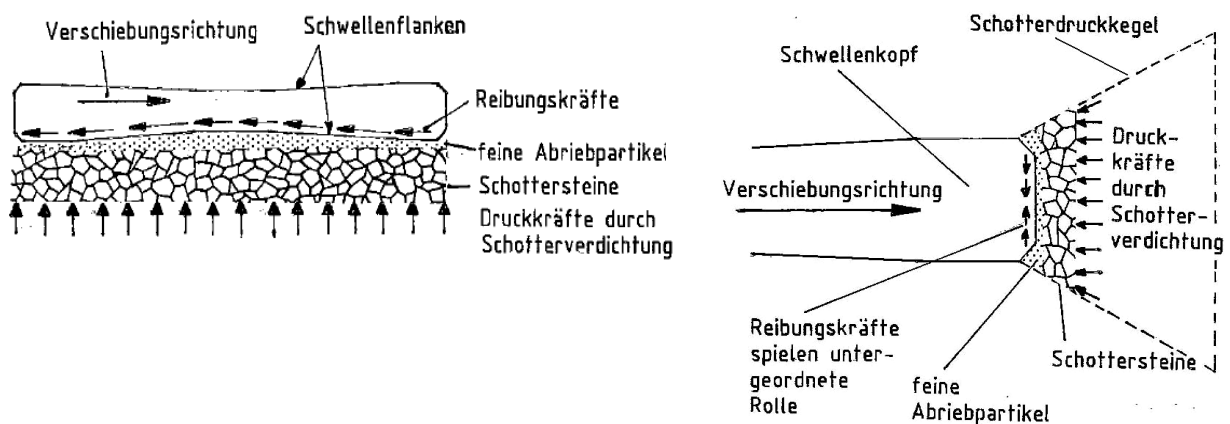 Verschiebungsrichtung
Schwellenflanken
Reibungskräfte
feine Abriebpartikel
Schottersteine
Druckkräfte durch
Schotterverdichtung
Schotterdruckkegel
Schwellenkopf
Verschiebungsrichtung
Druck-
kräfte
durch
Schotter-
verdichtung
Reibungskräfte
spielen unter-
geordnete
Rolle
feine
Abriebpartikel
Schottersteine